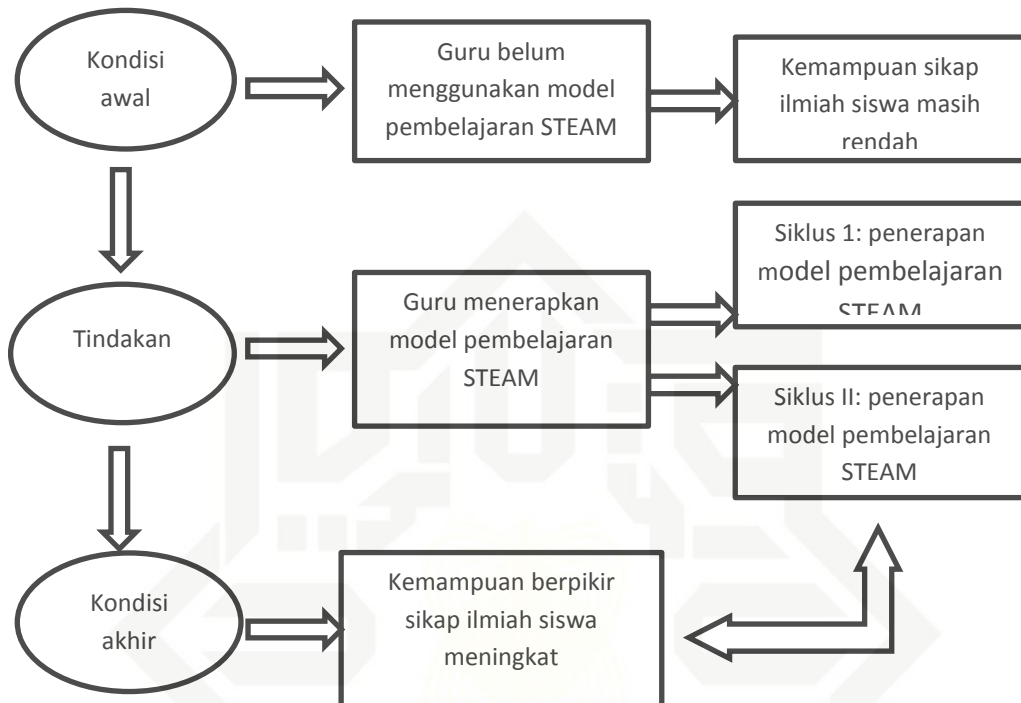 Kondisi
awal
Guru belum
menggunakan model
pembelajaran STEAM
Kemampuan sikap
ilmiah siswa masih
rendah
Tindakan
Guru menerapkan
model pembelajaran
STEAM
Siklus 1: penerapan
model pembelajaran
STEAM
Siklus II: penerapan
model pembelajaran
STEAM
Kondisi
akhir
Kemampuan berpikir
sikap ilmiah siswa
meningkat